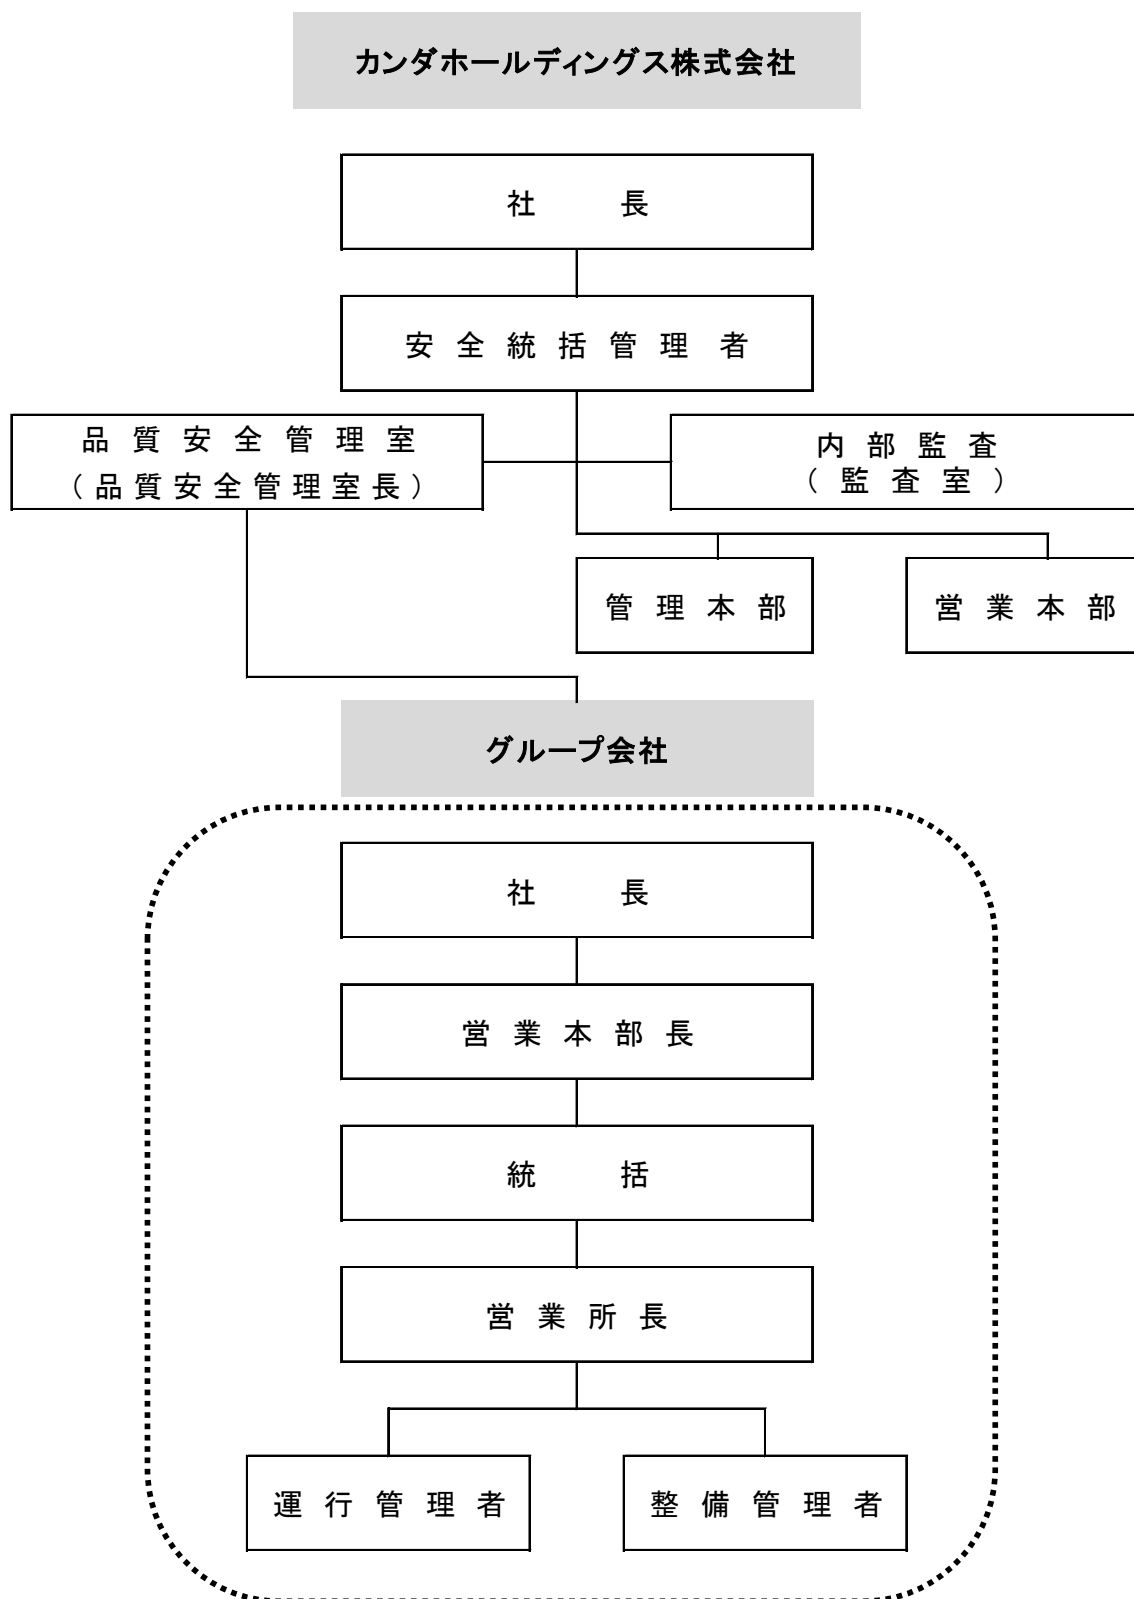 カンダホールディングス株式会社
社長
安全統括管理者
品質安全管理室
（品質安全管理室長）
内部監査
（監査室）
管理本部
営業本部
グループ会社
社長
営業本部長
統括
営業所長
運行管理者
整備管理者